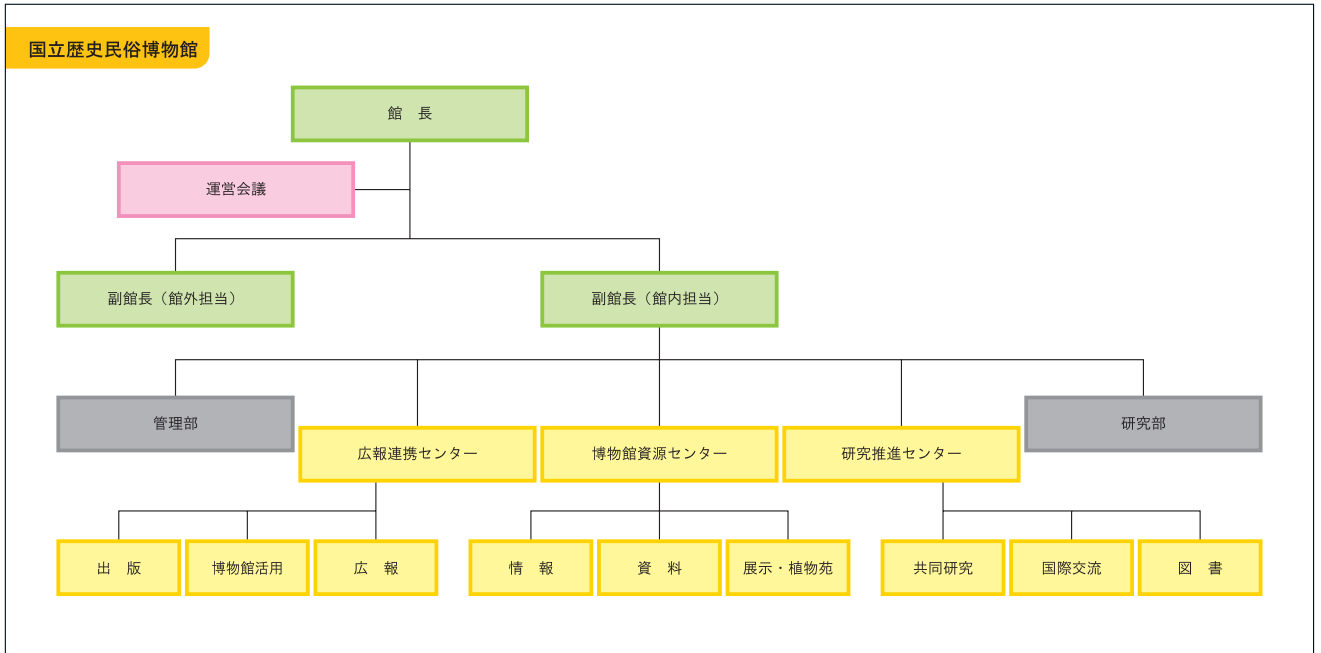 国立歴史民俗博物館
館　長
運営会議
副館長（館外担当）
副館長（館内担当）
管理部
研究部
広報連携センター
博物館資源センター
研究推進センター
出　版
博物館活用
広　報
情　報
資　料
展示・植物苑
共同研究
国際交流
図　書